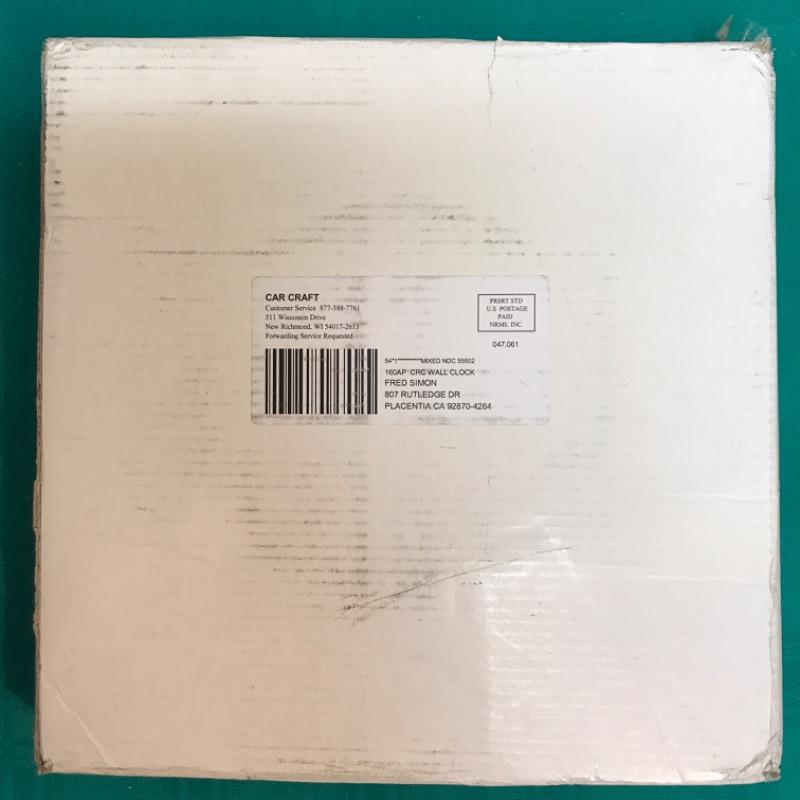 CAR CRAFT
Customer Service 877-388-7761
511 Wisconsin Drive
New Richmond, WI 54017-2613
Forwarding Service Requested
PRSRT STD
U.S. POSTAGE
PAID
NRMS. INC.
047.061
54*1**********MIXED NDC 55502
160AP CRC WALL CLOCK
FRED SIMON
807 RUTLEDGE DR
PLACENTIA CA 92870-4264